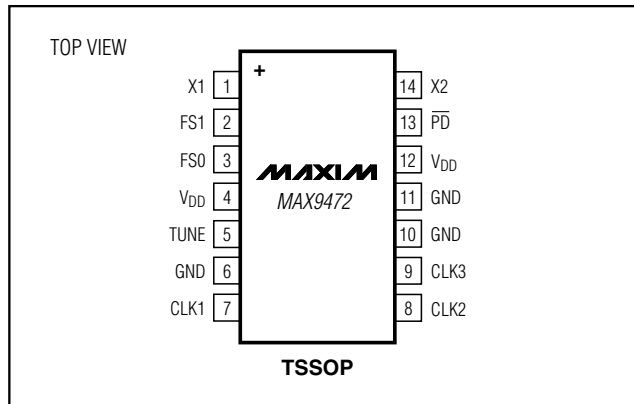 TOP VIEW
+
X1 1
14 X2
FS1 2
13 P̅D̅
FS0 3
12 VDD
MAXIM
MAX9472
VDD 4
11 GND
TUNE 5
10 GND
GND 6
9 CLK3
CLK1 7
8 CLK2
TSSOP